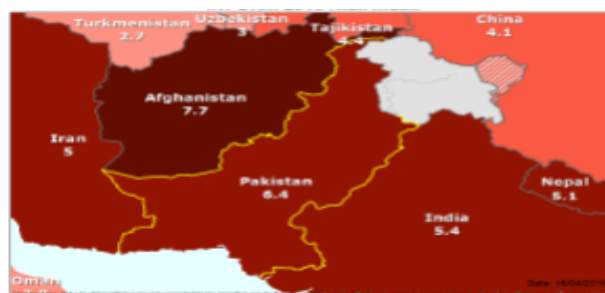 Uzbekistan
3
Turkmenistan
2.7
Tajikistan
4.4
China
4.1
Afghanistan
7.7
Iran
5
Pakistan
6.4
Nepal
5.1
India
5.4
Oman